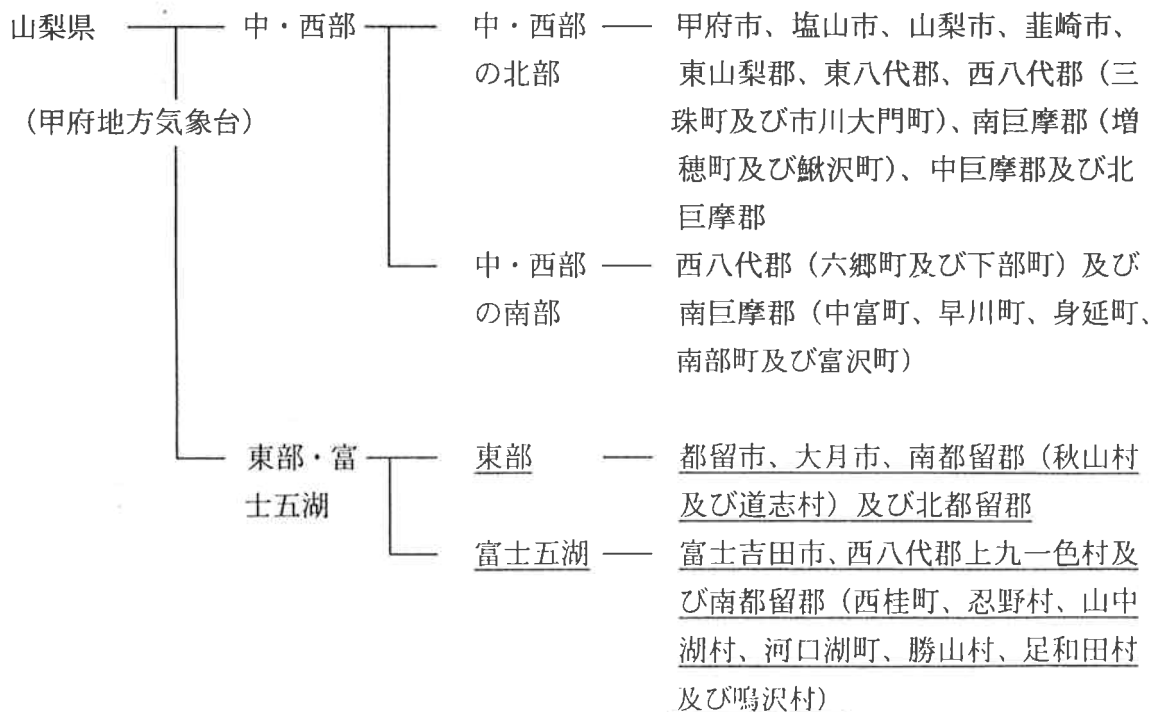 山梨県 中・西部 中・西部 甲府市、塩山市、山梨市、韮崎市、
の北部 東山梨郡、東八代郡、西八代郡（三
（甲府地方気象台） 珠町及び市川大門町）、南巨摩郡（増
穂町及び鰍沢町）、中巨摩郡及び北
巨摩郡
中・西部 西八代郡（六郷町及び下部町）及び
の南部 南巨摩郡（中富町、早川町、身延町、
南部町及び富沢町）
東部・富 東部 都留市、大月市、南都留郡（秋山村
士五湖 及び道志村）及び北都留郡
富士五湖 富士吉田市、西八代郡上九一色村及
び南都留郡（西桂町、忍野村、山中
湖村、河口湖町、勝山村、足和田村
及び鳴沢村）